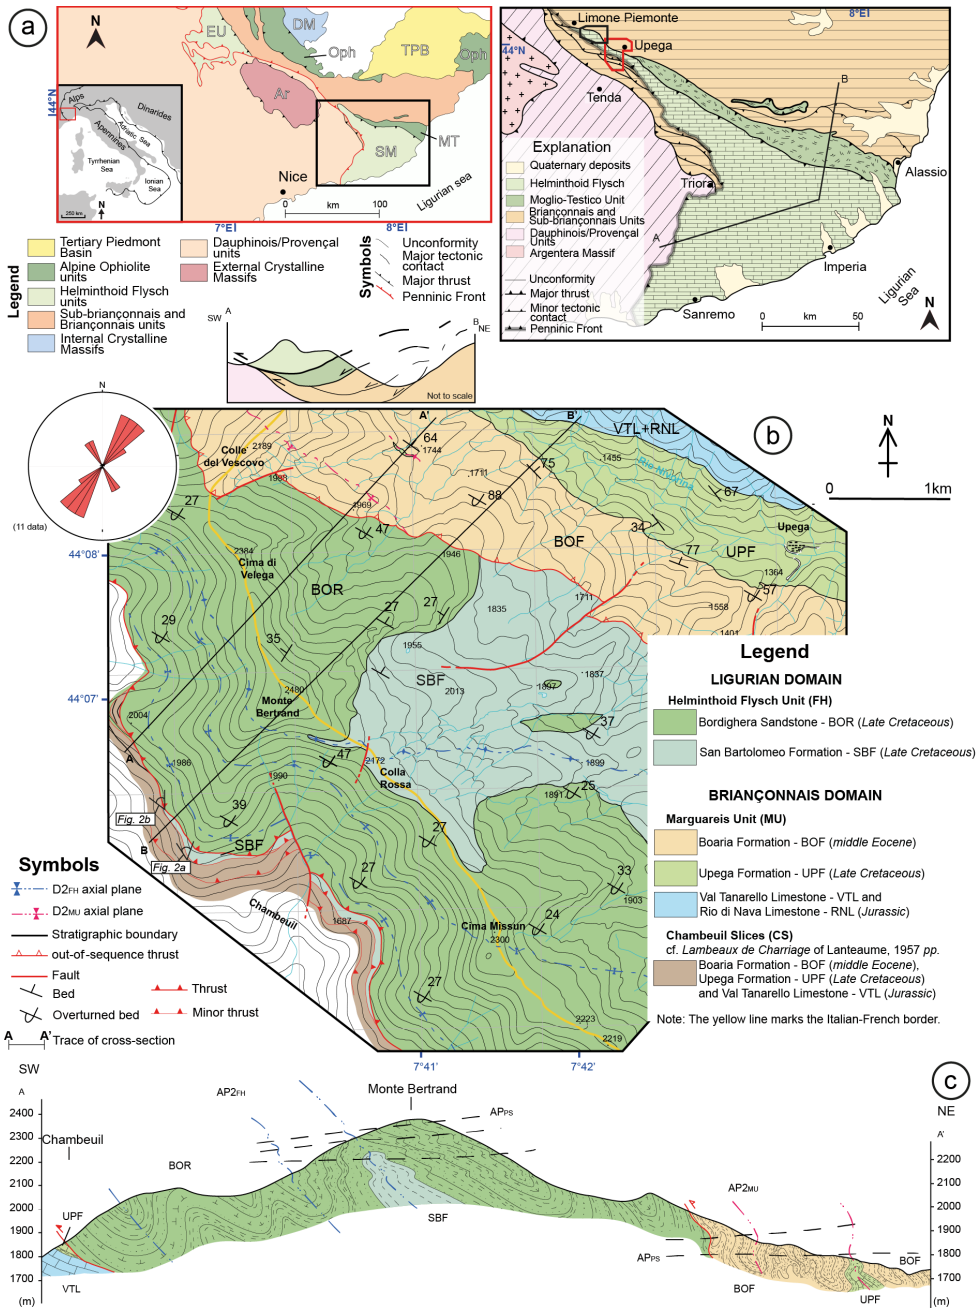 a
N
EU
DM
Oph
TPB
Oph
Ar
MT
SM
Nice
0 km 100
Ligurian sea
44°N
7°E
8°E
Alps
Dinarides
Adriatic Sea
Apennines
Tyrrhenian
Sea
Ionian
Sea
250 km
N
Legend
Tertiary Piedmont
Basin
Alpine Ophiolite
units
Helminthoid Flysch
units
Sub-briançonnais and
Briançonnais units
Internal Crystalline
Massifs
Dauphinois/Provençal
units
External Crystalline
Massifs
Symbols
Unconformity
Major tectonic
contact
Major thrust
Penninic Front
8°E
44°N
Limone Piemonte
Upega
Tenda
B
Alassio
Triora
A
Imperia
Sanremo
Ligurian
Sea
N
0 km 50
Explanation
Quaternary deposits
Helminthoid Flysch
Moglio-Testico Unit
Briançonnais and
Sub-briançonnais Units
Dauphinois/Provençal
Units
Argentera Massif
Unconformity
Major thrust
Minor tectonic
contact
Penninic Front
SW
A
B
NE
Not to scale
N
(11 data)
b
N
0 1km
A'
B'
VTL+RNL
64
1744
Colle
del Vescovo
2189
1988
1969
1711
75
1455
Rio Nivorina
67
88
27
47
34
Upega
BOF
77
UPF
1364
57
44°08'
2384
Cima di
Velega
BOR
1946
1711
1558
1401
27
27
1835
29
35
1955
SBF
2013
1897
1837
44°07'
2480
Monte
Bertrand
2004
37
A
1986
47
2172
Colla
Rossa
1899
1990
1891
25
39
Fig. 2b
B
SBF
27
Fig. 2a
27
33
1903
Chambeuil
1687
Cima Missun
2300
24
27
2223
2219
7°41'
7°42'
Symbols
D2FH axial plane
D2MU axial plane
Stratigraphic boundary
out-of-sequence thrust
Fault
Bed
Thrust
Overturned bed
Minor thrust
A A' Trace of cross-section
Legend
LIGURIAN DOMAIN
Helminthoid Flysch Unit (FH)
Bordighera Sandstone - BOR (Late Cretaceous)
San Bartolomeo Formation - SBF (Late Cretaceous)
BRIANÇONNAIS DOMAIN
Marguareis Unit (MU)
Boaria Formation - BOF (middle Eocene)
Upega Formation - UPF (Late Cretaceous)
Val Tanarello Limestone - VTL and
Rio di Nava Limestone - RNL (Jurassic)
Chambeuil Slices (CS)
cf. Lambeaux de Charriage of Lanteaume, 1957 pp.
Boaria Formation - BOF (middle Eocene),
Upega Formation - UPF (Late Cretaceous)
and Val Tanarello Limestone - VTL (Jurassic)
Note: The yellow line marks the Italian-French border.
c
SW
A
NE
A'
2400
2300
2200
2100
2000
1900
1800
1700
(m)
Chambeuil
UPF
VTL
BOR
AP2FH
Monte Bertrand
APPS
SBF
AP2MU
APPS
BOF
UPF
BOF
2200
2100
2000
1900
1800
1700
(m)